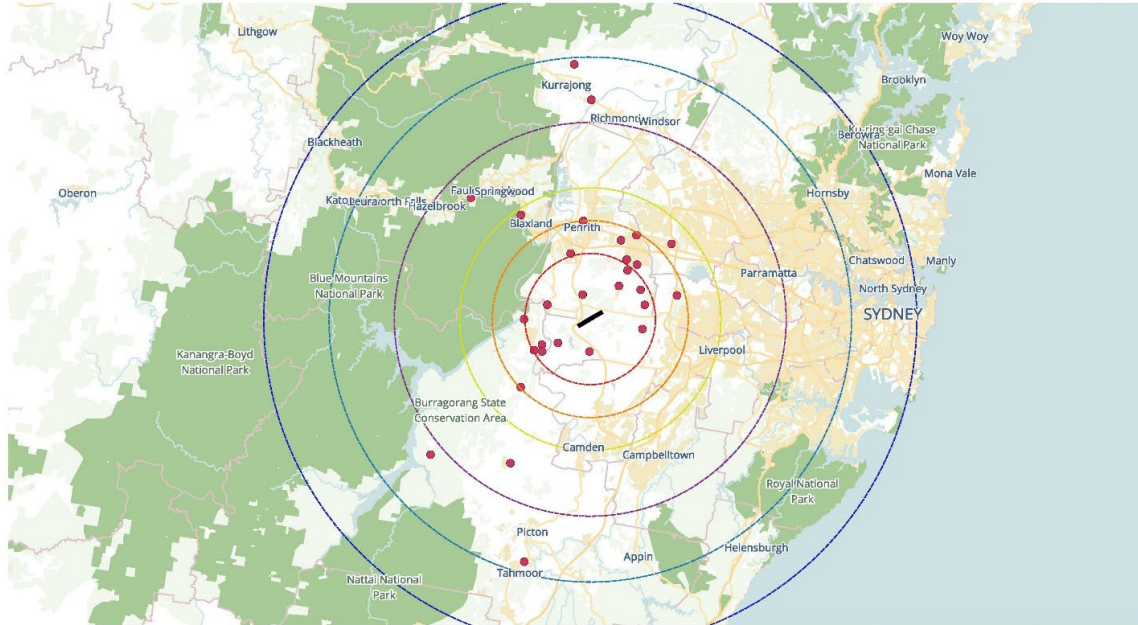 Woy Woy
Lithgow
Brooklyn
Kurrajong
Richmond
Windsor
Berowra
Ku-ring-gai Chase
National Park
Blackheath
Mona Vale
Oberon
Springwood
Hornsby
Hazelbrook
Blaxland
Penrith
Chatswood
Manly
Parramatta
Blue Mountains
National Park
North Sydney
SYDNEY
Liverpool
Kanangra-Boyd
National Park
Burragorang State
Conservation Area
Camden
Campbelltown
Royal National
Park
Picton
Appin
Helensburgh
Tahmoor
Nattai National
Park